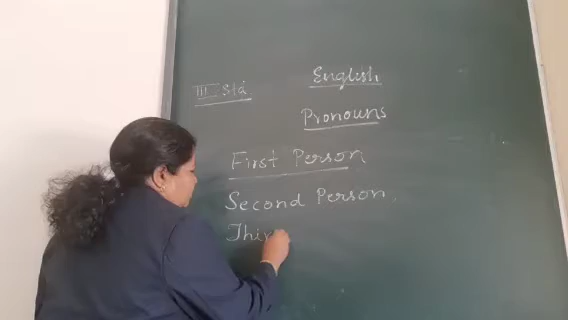 III Std
English
Pronouns
First Person
Second Person.
Thir